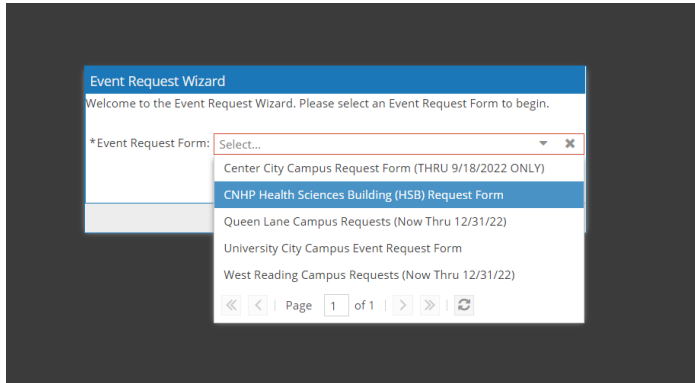 Event Request Wizard
Welcome to the Event Request Wizard. Please select an Event Request Form to begin.
*Event Request Form: Select...
Center City Campus Request Form (THRU 9/18/2022 ONLY)
CNHP Health Sciences Building (HSB) Request Form
Queen Lane Campus Requests (Now Thru 12/31/22)
University City Campus Event Request Form
West Reading Campus Requests (Now Thru 12/31/22)
Page 1 of 1